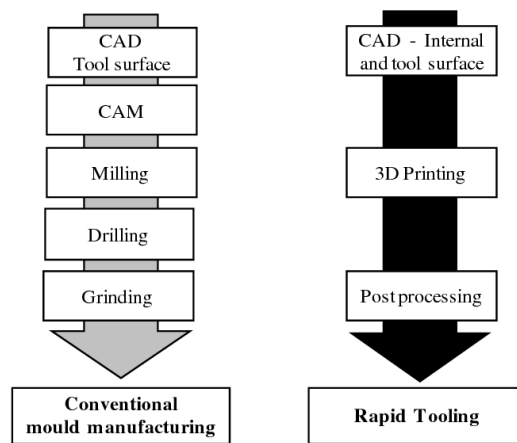 CAD
Tool surface
CAM
Milling
Drilling
Grinding
Conventional
mould manufacturing
CAD - Internal
and tool surface
3D Printing
Post processing
Rapid Tooling